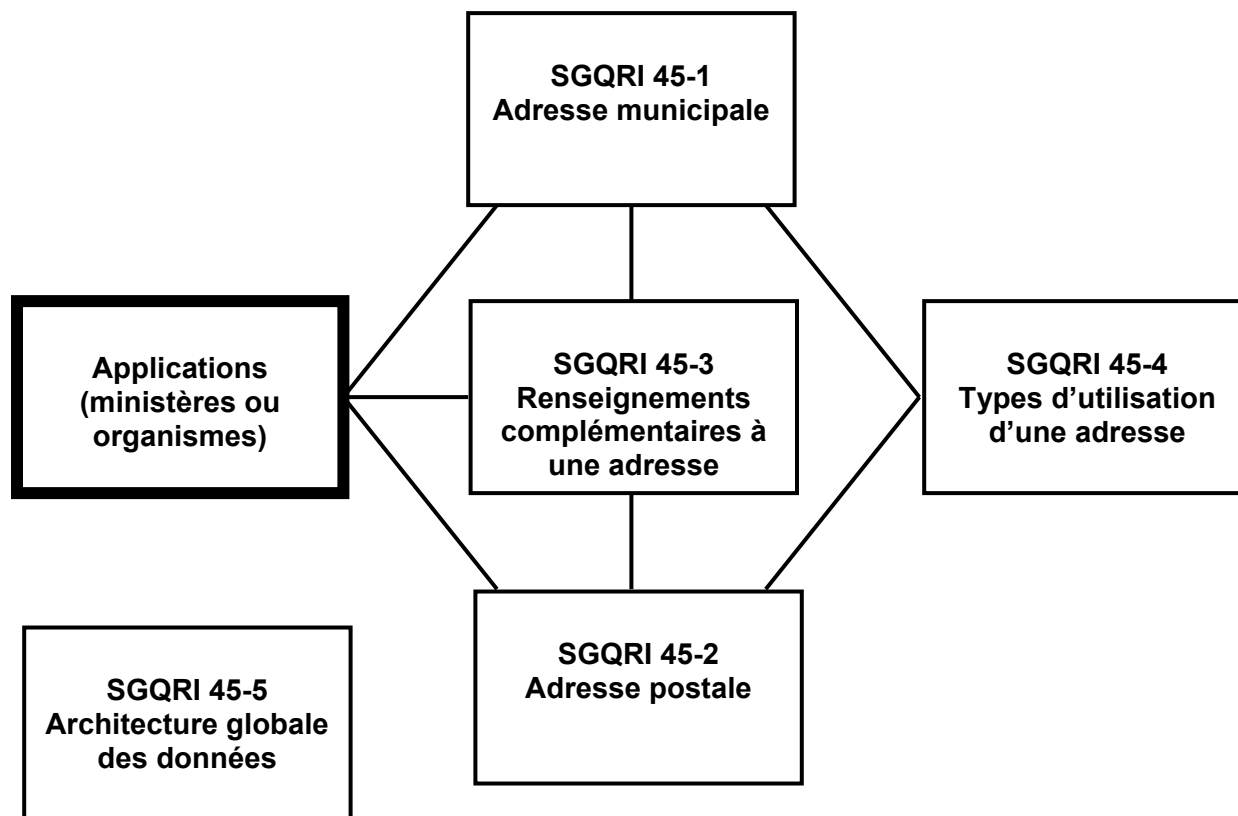 SGQRI 45-1
Adresse municipale
Applications
(ministères ou
organismes)
SGQRI 45-3
Renseignements
complémentaires à
une adresse
SGQRI 45-4
Types d’utilisation
d’une adresse
SGQRI 45-2
Adresse postale
SGQRI 45-5
Architecture globale
des données